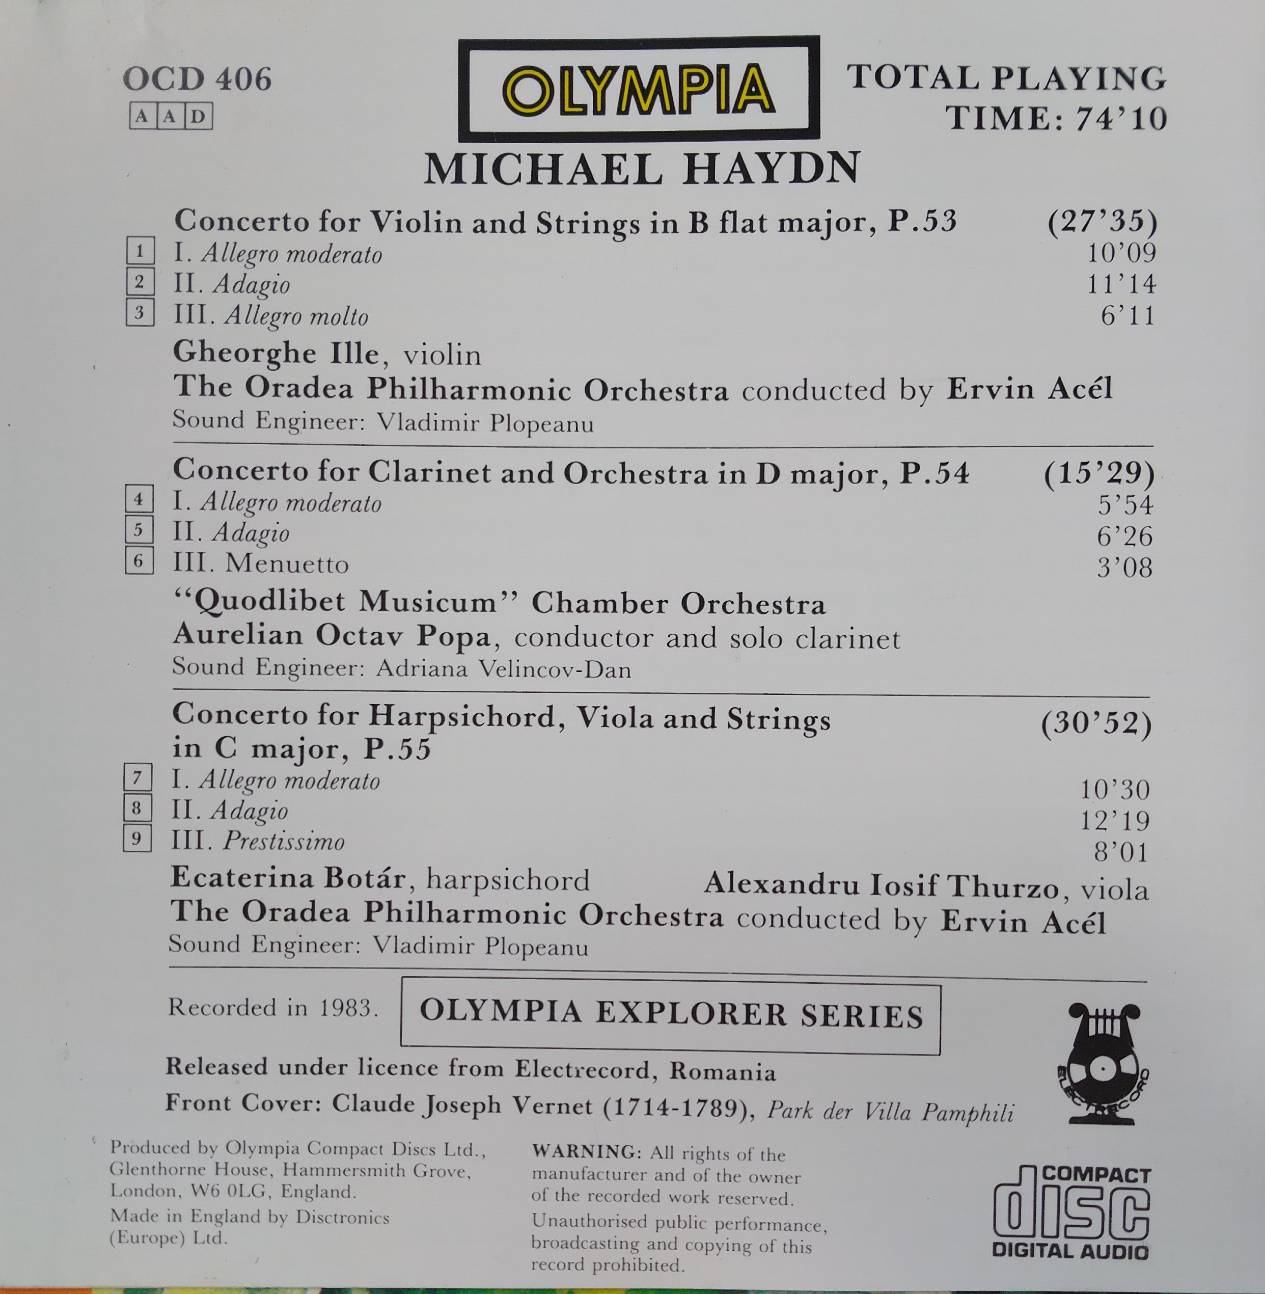 OCD 406
AAD
OLYMPIA
TOTAL PLAYING
TIME: 74'10
MICHAEL HAYDN
Concerto for Violin and Strings in B flat major, P.53 (27'35)
1 I. Allegro moderato 10'09
2 II. Adagio 11'14
3 III. Allegro molto 6'11
Gheorghe Ille, violin
The Oradea Philharmonic Orchestra conducted by Ervin Acél
Sound Engineer: Vladimir Plopeanu
Concerto for Clarinet and Orchestra in D major, P.54 (15'29)
4 I. Allegro moderato 5'54
5 II. Adagio 6'26
6 III. Menuetto 3'08
“Quodlibet Musicum” Chamber Orchestra
Aurelian Octav Popa, conductor and solo clarinet
Sound Engineer: Adriana Velincov-Dan
Concerto for Harpsichord, Viola and Strings (30'52)
in C major, P.55
7 I. Allegro moderato 10'30
8 II. Adagio 12'19
9 III. Prestissimo 8'01
Ecaterina Botár, harpsichord Alexandru Iosif Thurzo, viola
The Oradea Philharmonic Orchestra conducted by Ervin Acél
Sound Engineer: Vladimir Plopeanu
Recorded in 1983.
OLYMPIA EXPLORER SERIES
Released under licence from Electrecord, Romania
Front Cover: Claude Joseph Vernet (1714-1789), Park der Villa Pamphili
ELECTRECORD
Produced by Olympia Compact Discs Ltd.,
Glenthorne House, Hammersmith Grove,
London, W6 0LG, England.
Made in England by Disctronics
(Europe) Ltd.
WARNING: All rights of the
manufacturer and of the owner
of the recorded work reserved.
Unauthorised public performance,
broadcasting and copying of this
record prohibited.
COMPACT
disc
DIGITAL AUDIO